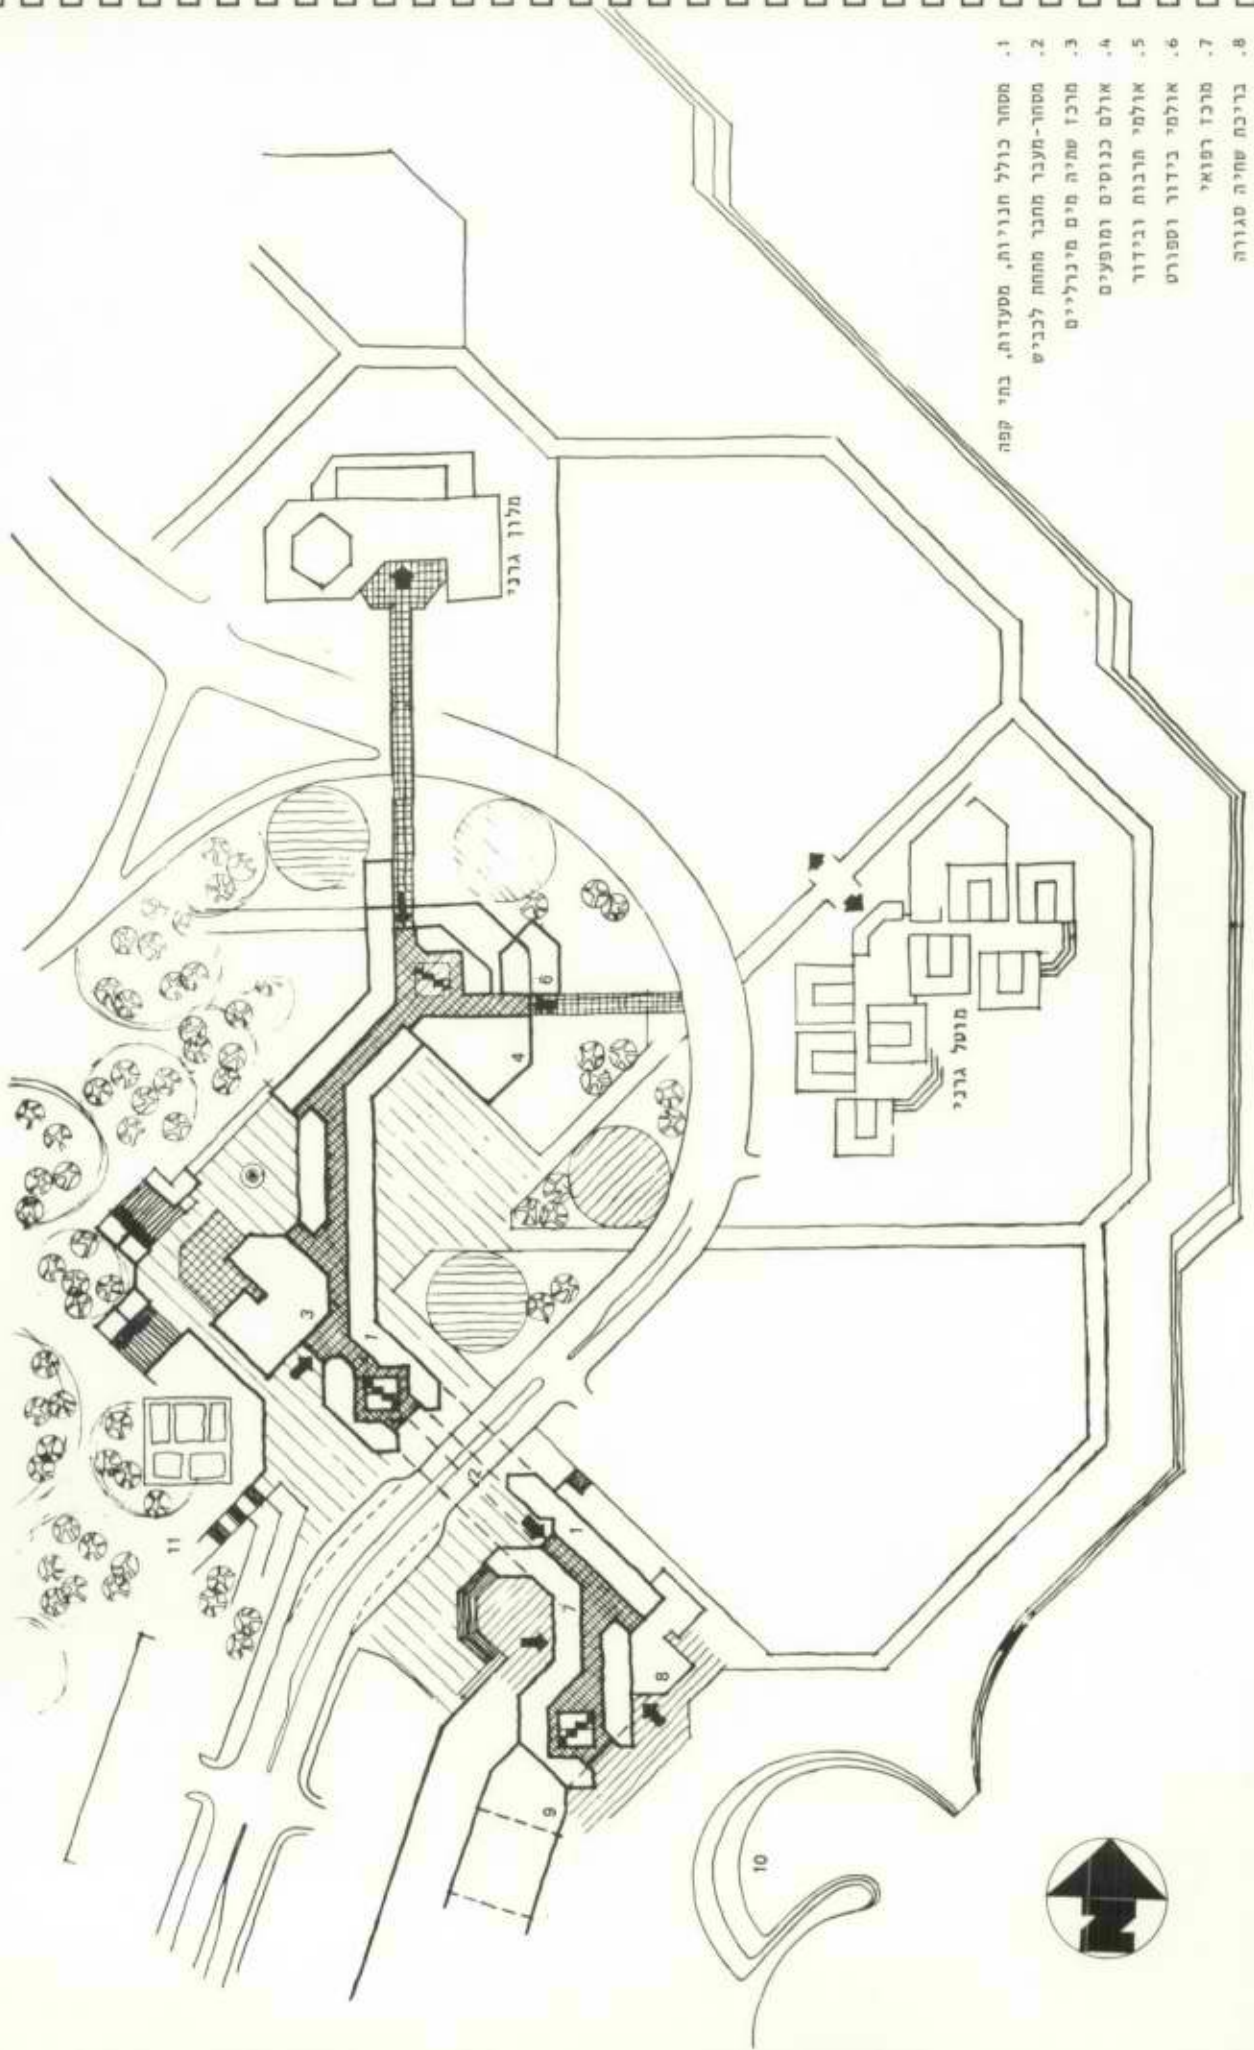 1. מסחר כולל חנויות, מסעדות, בתי קפה
2. מסחר-מעבר מחבר מתחת לכביש
3. מרכז שתיה מים מינרליים
4. אולם כנוסים ומופעים
5. אולמי תרבות ובידור
6. אולמי בידור וספורט
7. מרכז רפואי
8. בריכת שחיה סגורה
מלון גרני
מוטל גרני
6
4
3
1
2
11
1
7
8
9
10
N